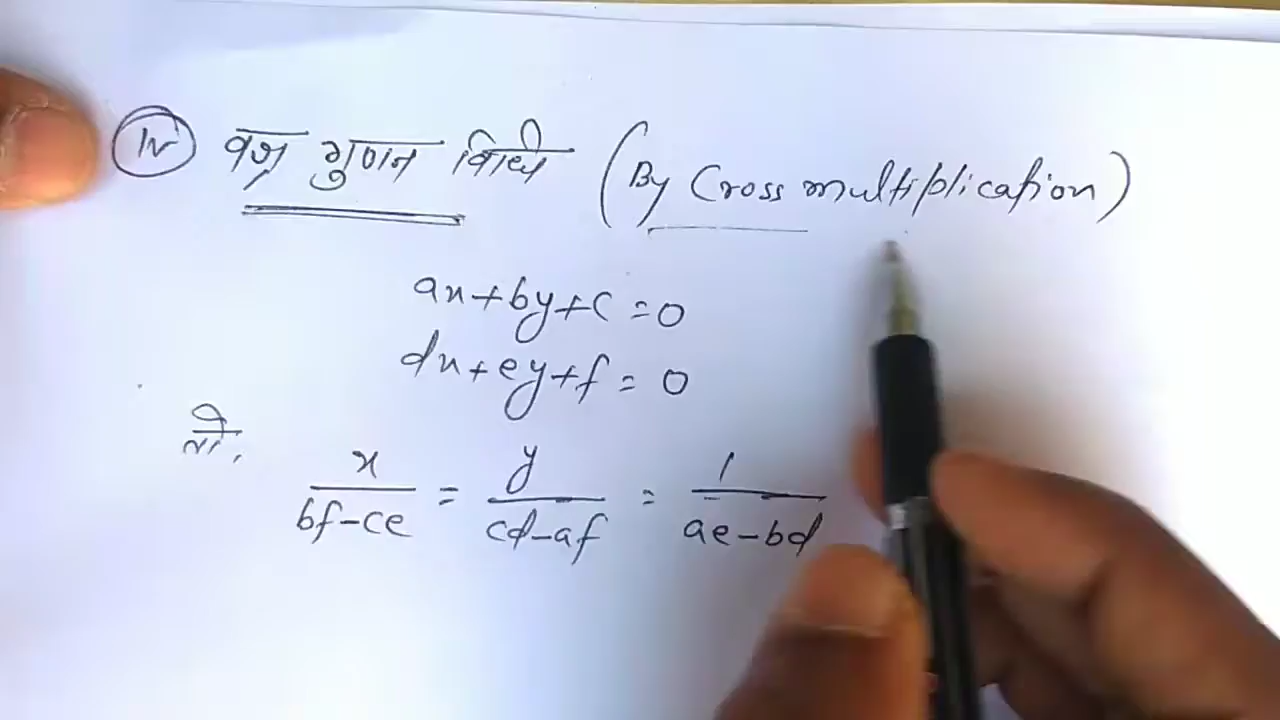 (iv) वज्र गुणन विधि (By Cross multiplication)
ax+by+c=0
dx+ey+f=0
तो,
x/(bf-ce) = y/(cd-af) = 1/(ae-bd)